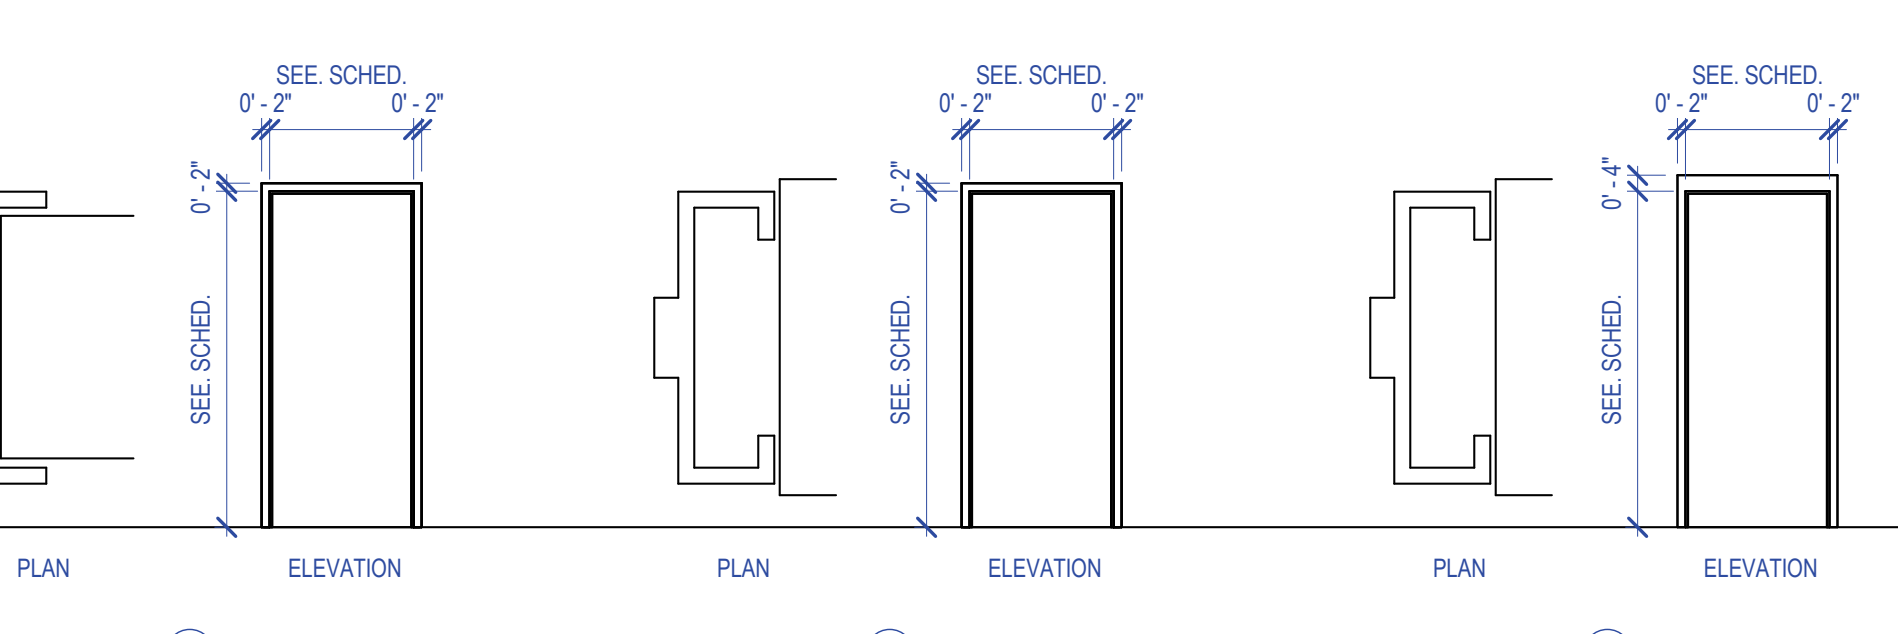 SEE. SCHED.
0' - 2" 0' - 2"
0' - 2"
SEE. SCHED.
PLAN
ELEVATION
SEE. SCHED.
0' - 2" 0' - 2"
0' - 2"
SEE. SCHED.
PLAN
ELEVATION
SEE. SCHED.
0' - 2" 0' - 2"
0' - 4"
SEE. SCHED.
PLAN
ELEVATION